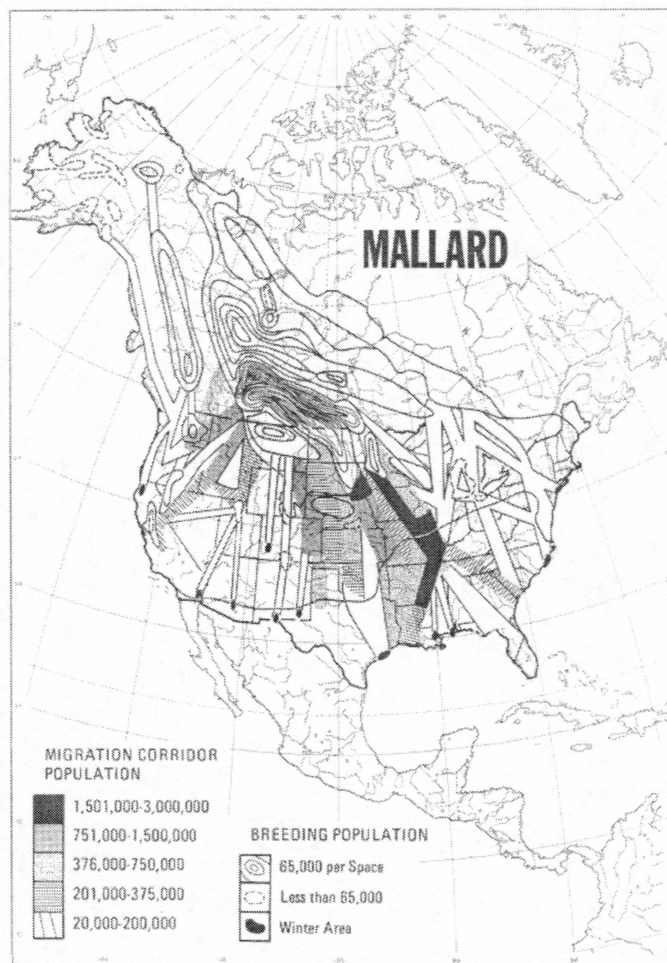 MALLARD
MIGRATION CORRIDOR
POPULATION
1,501,000-3,000,000
751,000-1,500,000
376,000-750,000
201,000-375,000
20,000-200,000
BREEDING POPULATION
65,000 per Space
Less than 65,000
Winter Area